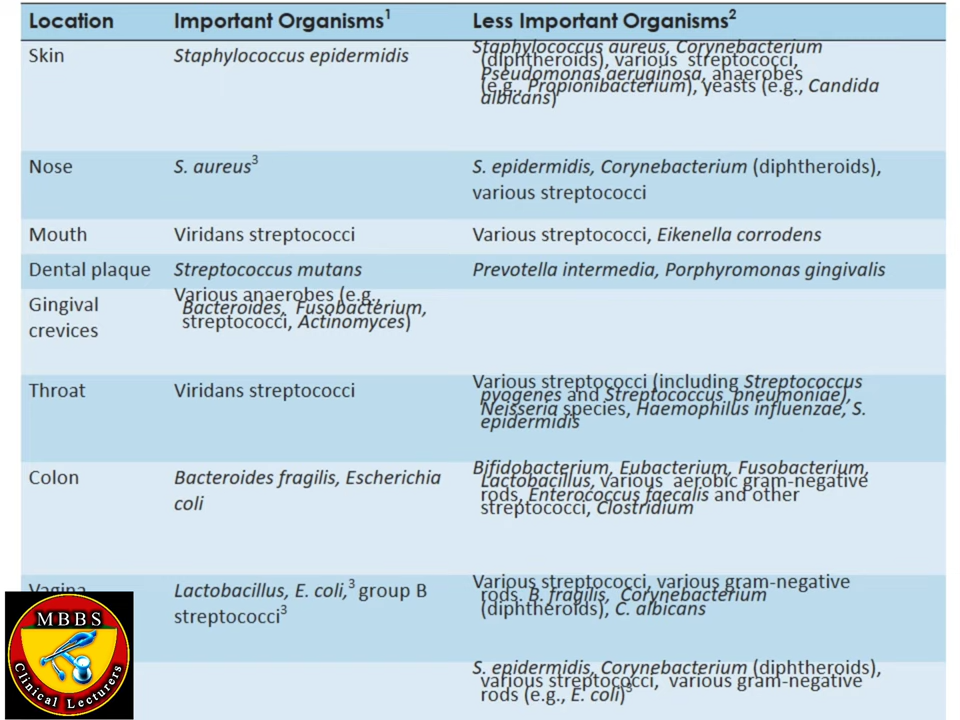 Location Important Organisms¹ Less Important Organisms²
Skin Staphylococcus epidermidis Staphylococcus aureus, Corynebacterium
(diphtheroids), various streptococci,
Pseudomonas aeruginosa, anaerobes
(e.g., Propionibacterium), yeasts (e.g., Candida
albicans)
Nose S. aureus³ S. epidermidis, Corynebacterium (diphtheroids),
various streptococci
Mouth Viridans streptococci Various streptococci, Eikenella corrodens
Dental plaque Streptococcus mutans Prevotella intermedia, Porphyromonas gingivalis
Gingival Various anaerobes (e.g.,
crevices Bacteroides, Fusobacterium,
streptococci, Actinomyces)
Throat Viridans streptococci Various streptococci (including Streptococcus
pyogenes and Streptococcus pneumoniae),
Neisseria species, Haemophilus influenzae, S.
epidermidis
Colon Bacteroides fragilis, Escherichia Bifidobacterium, Eubacterium, Fusobacterium,
coli Lactobacillus, various aerobic gram-negative
rods, Enterococcus faecalis and other
streptococci, Clostridium
Vagina Lactobacillus, E. coli,³ group B Various streptococci, various gram-negative
streptococci³ rods. B. fragilis, Corynebacterium
(diphtheroids), C. albicans
S. epidermidis, Corynebacterium (diphtheroids),
various streptococci, various gram-negative
rods (e.g., E. coli)³
MBBS
Clinical Lecturers